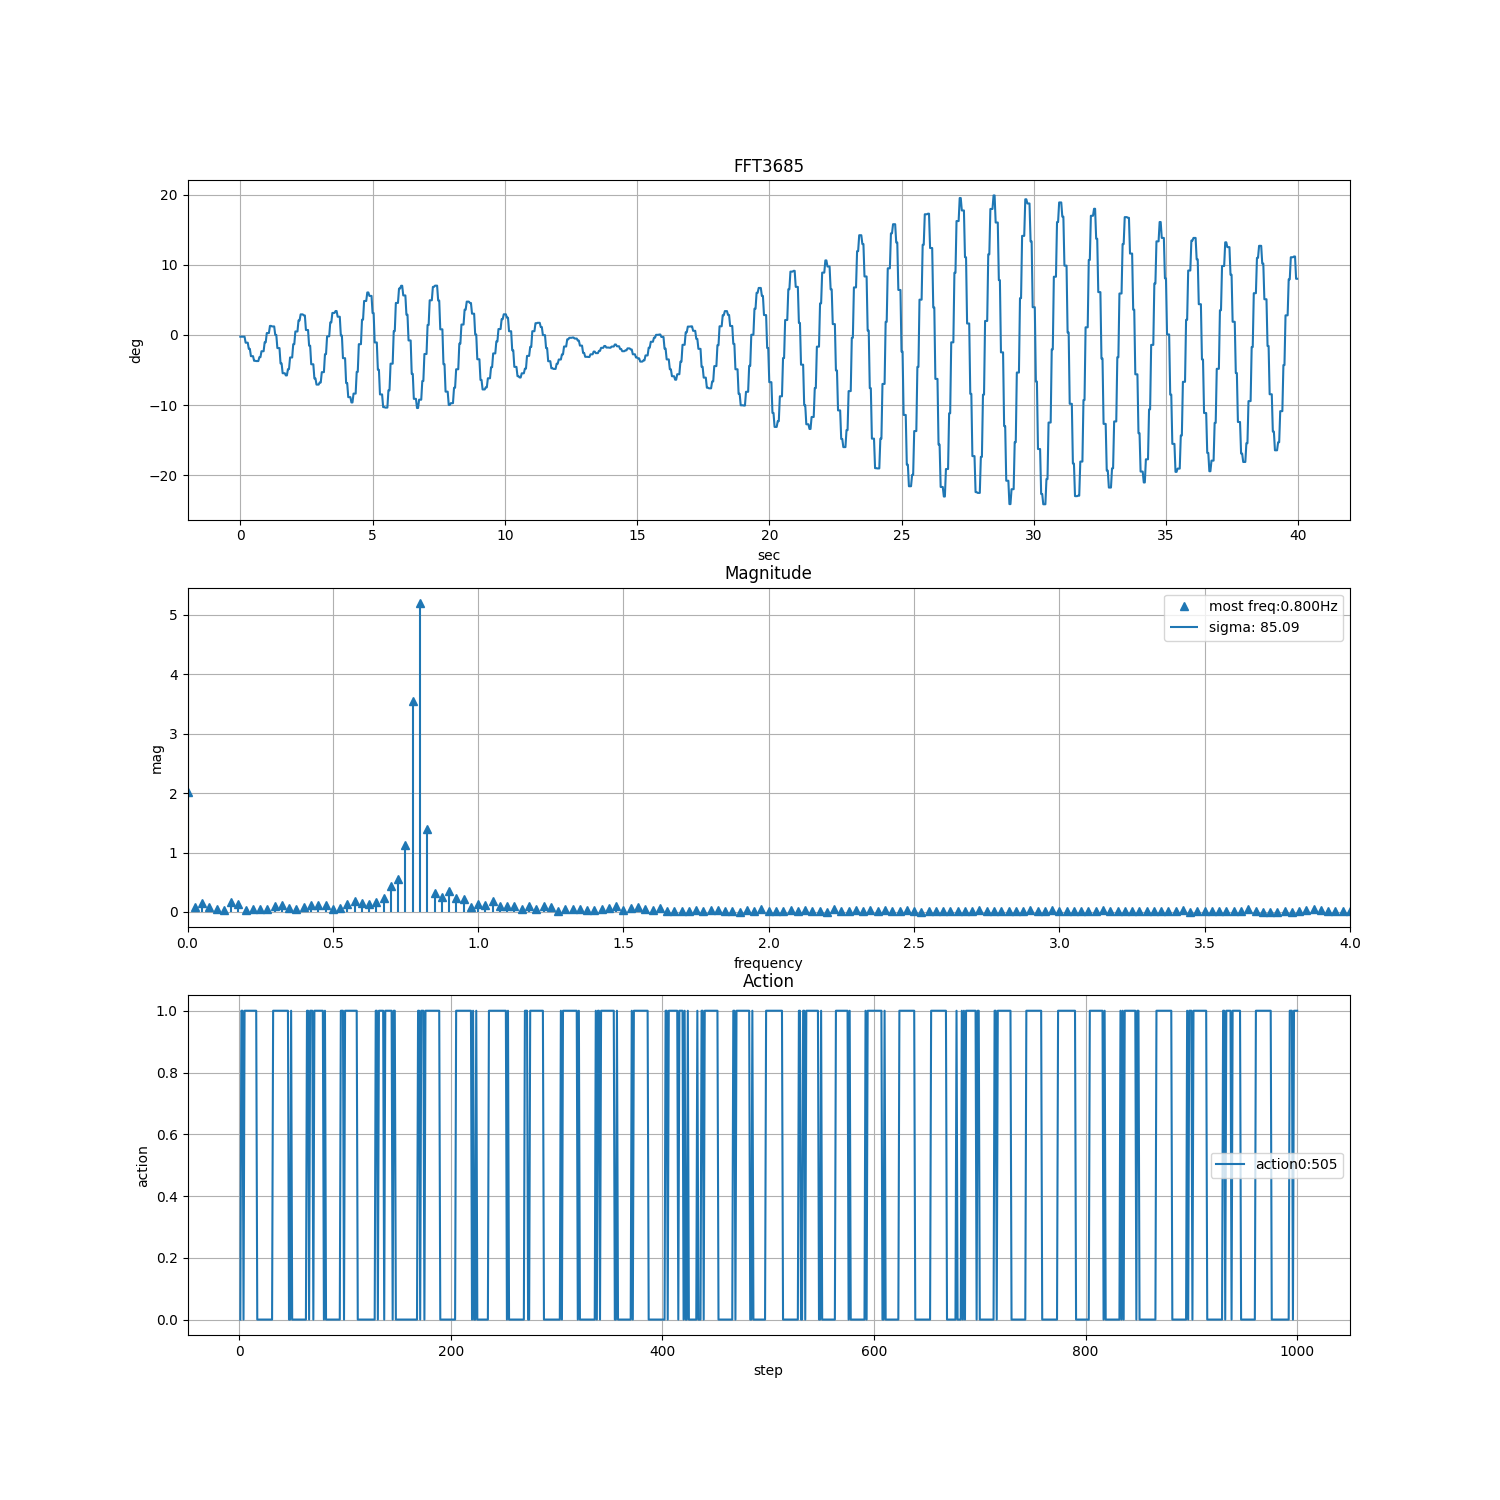 FFT3685
deg
20
10
0
−10
−20
0 5 10 15 20 25 30 35 40
sec
Magnitude
mag
5
4
3
2
1
0
most freq:0.800Hz
sigma: 85.09
0.0 0.5 1.0 1.5 2.0 2.5 3.0 3.5 4.0
frequency
Action
action
1.0
0.8
0.6
0.4
0.2
0.0
action0:505
0 200 400 600 800 1000
step